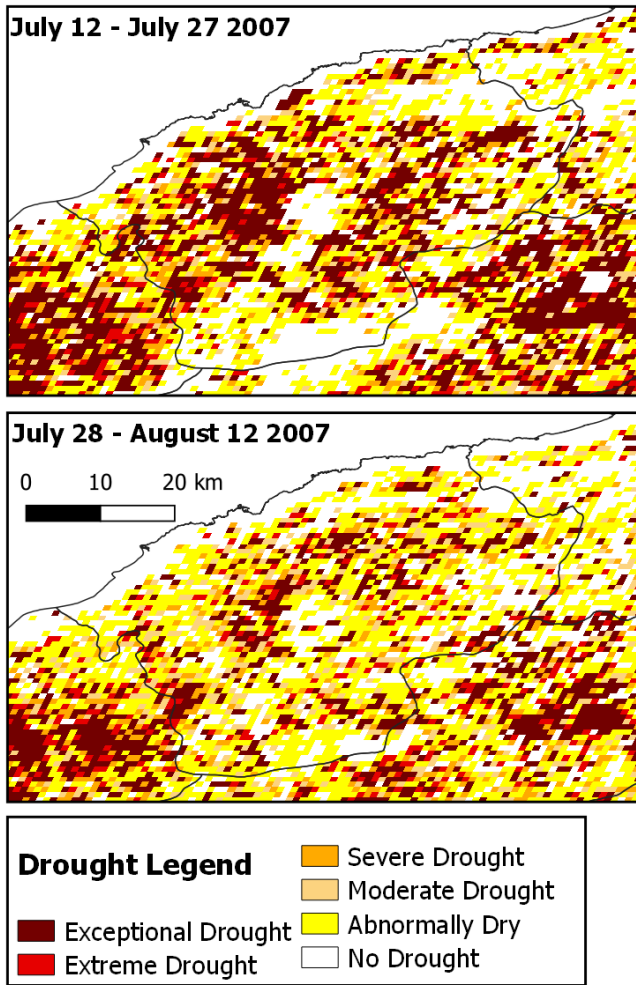 July 12 - July 27 2007
July 28 - August 12 2007
0 10 20 km
Drought Legend
Exceptional Drought
Extreme Drought
Severe Drought
Moderate Drought
Abnormally Dry
No Drought